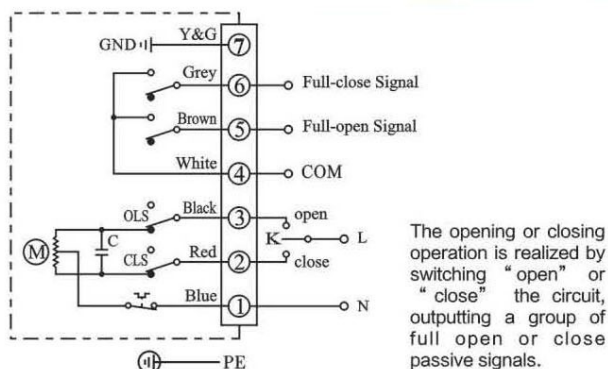 GND Y&G 7
Grey 6 Full-close Signal
Brown 5 Full-open Signal
White 4 COM
OLS Black 3 open
M C K L
CLS Red 2 close
Blue 1 N
PE
The opening or closing
operation is realized by
switching “open” or
“ close” the circuit,
outputting a group of
full open or close
passive signals.